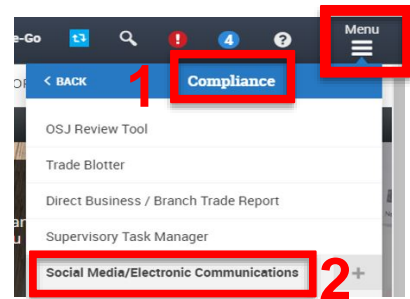 e-Go
4
?
Menu
< BACK
1
Compliance
OSJ Review Tool
Trade Blotter
Direct Business / Branch Trade Report
Supervisory Task Manager
Social Media/Electronic Communications +
2